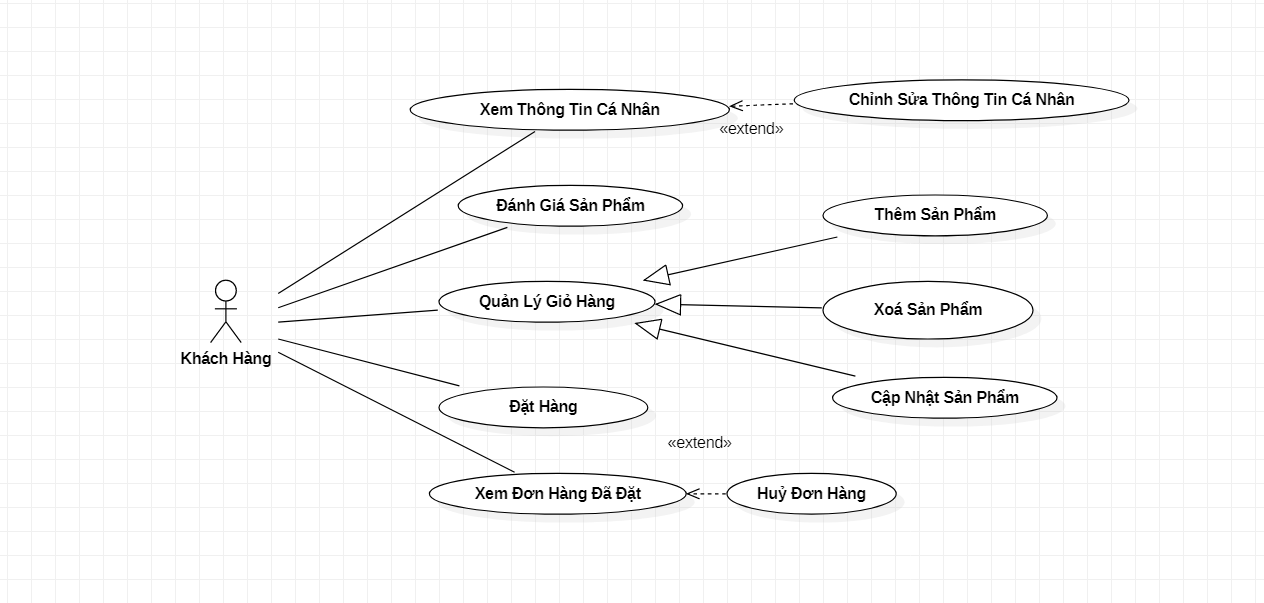 Xem Thông Tin Cá Nhân
Chỉnh Sửa Thông Tin Cá Nhân
«extend»
Đánh Giá Sản Phẩm
Thêm Sản Phẩm
Quản Lý Giỏ Hàng
Xoá Sản Phẩm
Khách Hàng
Cập Nhật Sản Phẩm
Đặt Hàng
«extend»
Xem Đơn Hàng Đã Đặt
Huỷ Đơn Hàng